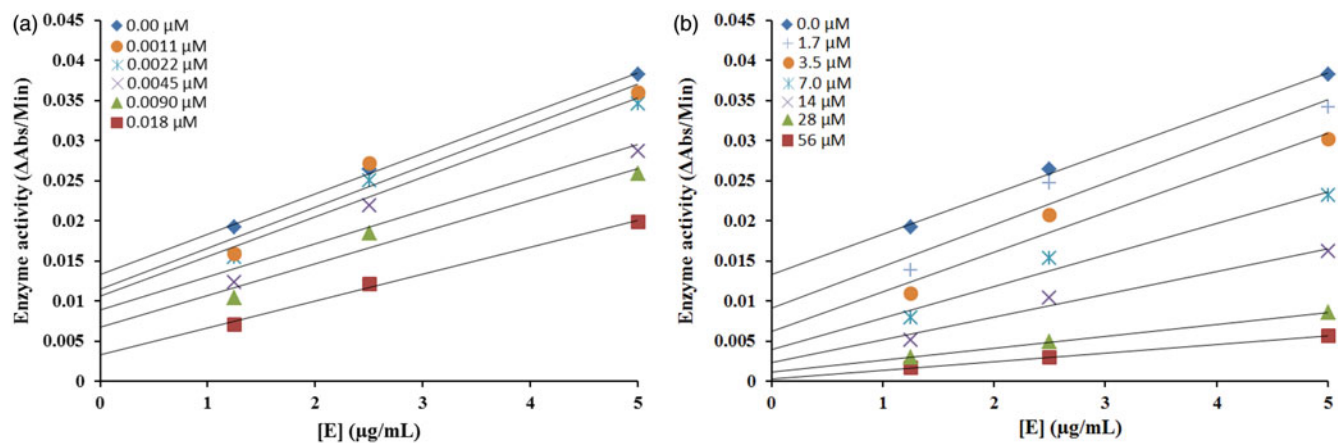 (a)
0.045
0.04
0.035
0.03
0.025
0.02
0.015
0.01
0.005
0
Enzyme activity (ΔAbs/Min)
0.00 µM
0.0011 µM
0.0022 µM
0.0045 µM
0.0090 µM
0.018 µM
0 1 2 3 4 5
[E] (µg/mL)
(b)
0.045
0.04
0.035
0.03
0.025
0.02
0.015
0.01
0.005
0
Enzyme activity (ΔAbs/Min)
0.0 µM
1.7 µM
3.5 µM
7.0 µM
14 µM
28 µM
56 µM
0 1 2 3 4 5
[E] (µg/mL)